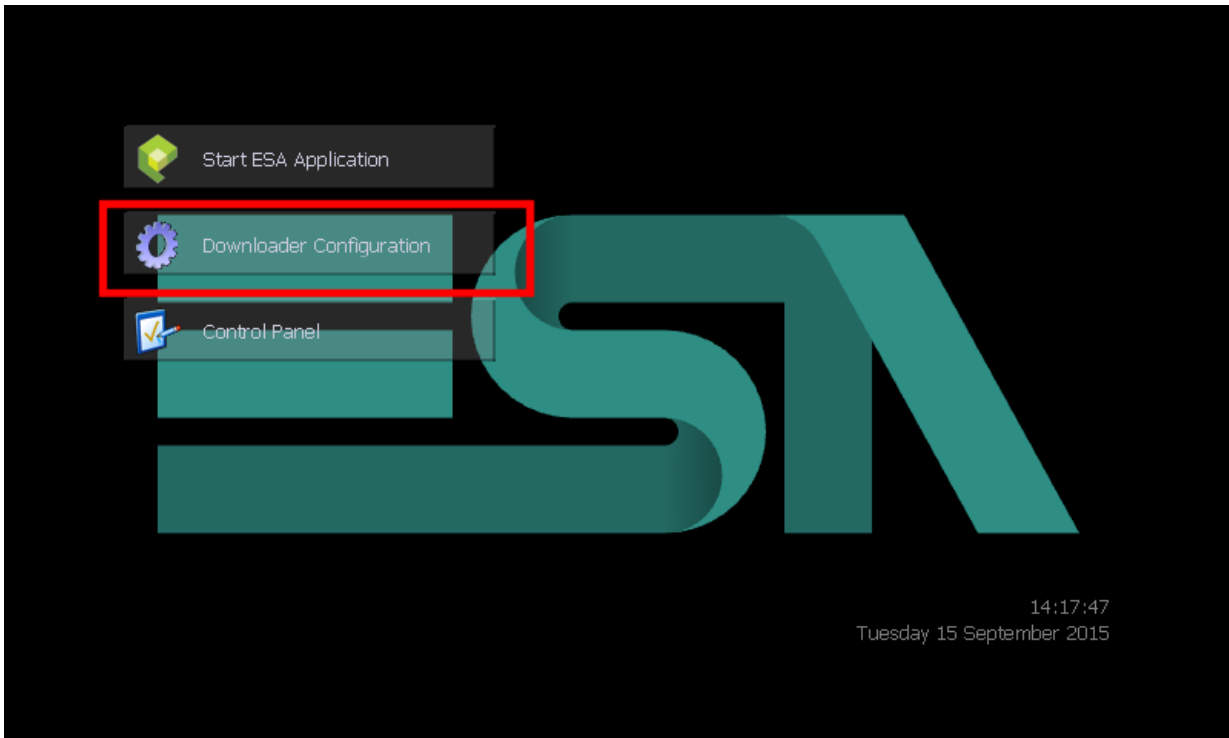 Start ESA Application
Downloader Configuration
Control Panel
ESA
14:17:47
Tuesday 15 September 2015